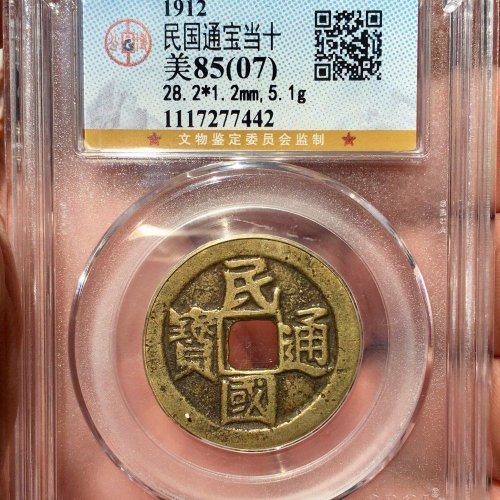 1912
民国通宝当十
美85(07)
28.2*1.2mm,5.1g
1117277442
文物鉴定委员会监制
民
寶 通
國